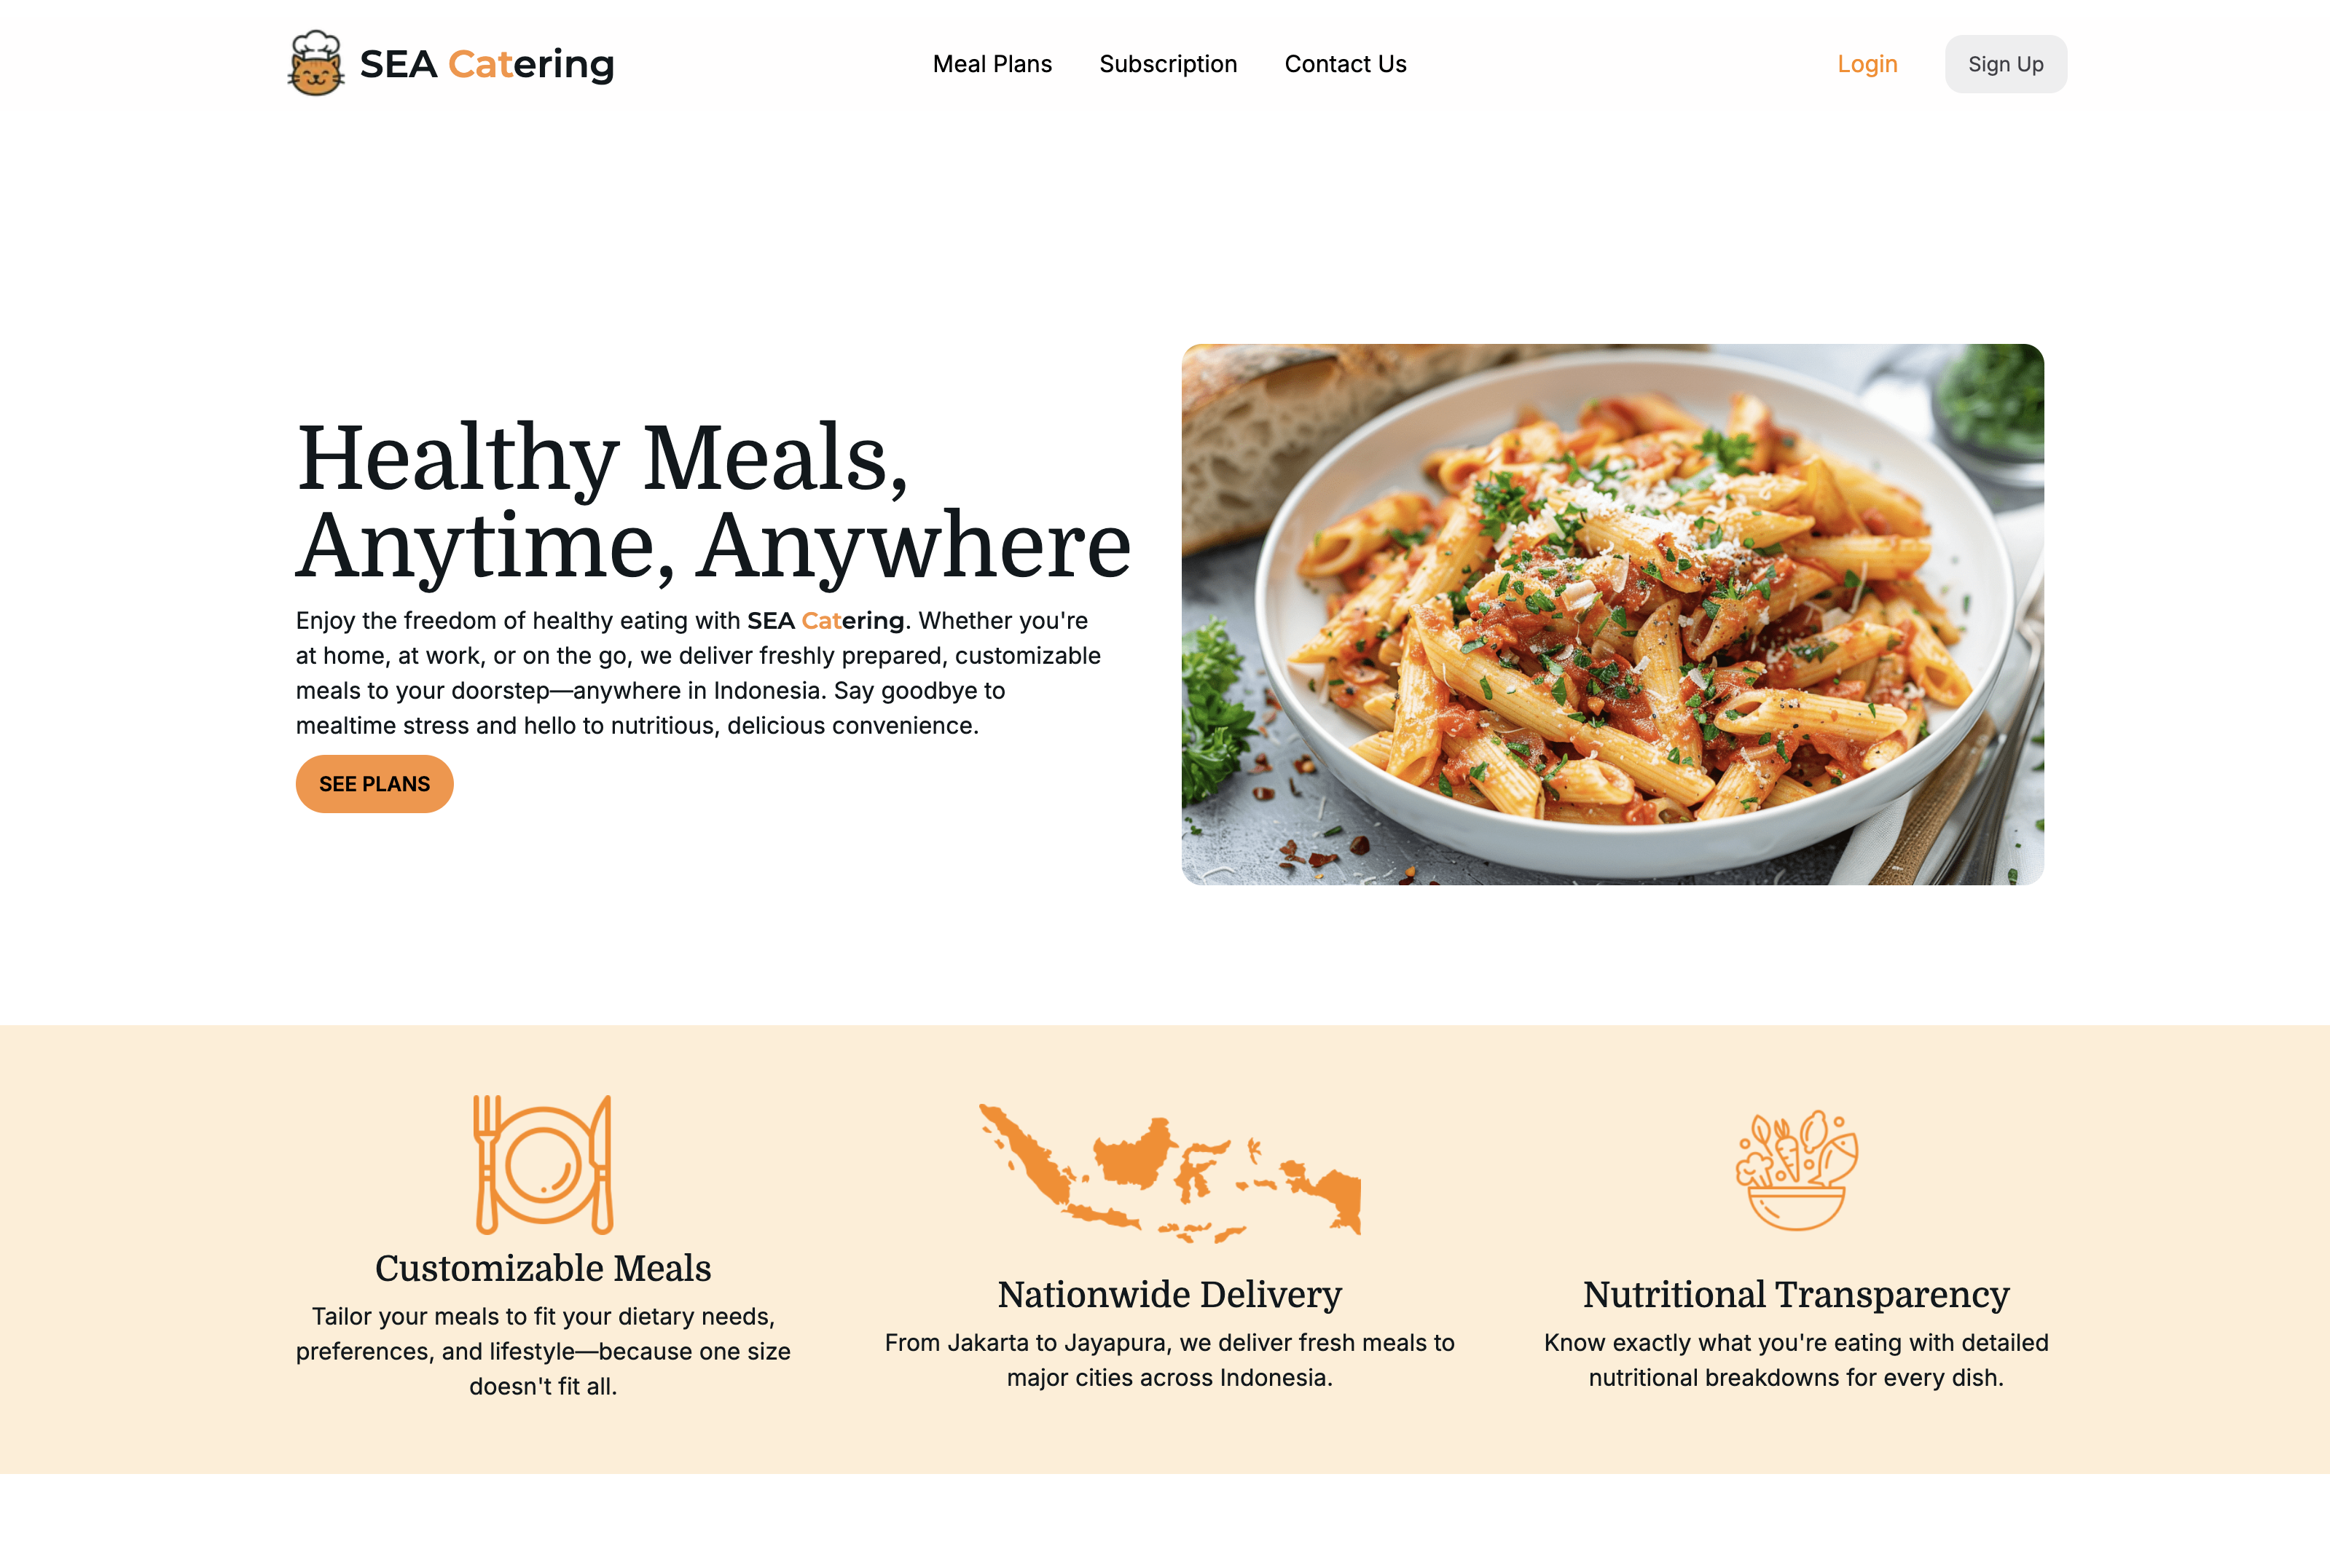 SEA Catering
Meal Plans
Subscription
Contact Us
Login
Sign Up
Healthy Meals,
Anytime, Anywhere
Enjoy the freedom of healthy eating with SEA Catering. Whether you're
at home, at work, or on the go, we deliver freshly prepared, customizable
meals to your doorstep—anywhere in Indonesia. Say goodbye to
mealtime stress and hello to nutritious, delicious convenience.
SEE PLANS
Customizable Meals
Tailor your meals to fit your dietary needs,
preferences, and lifestyle—because one size
doesn't fit all.
Nationwide Delivery
From Jakarta to Jayapura, we deliver fresh meals to
major cities across Indonesia.
Nutritional Transparency
Know exactly what you're eating with detailed
nutritional breakdowns for every dish.